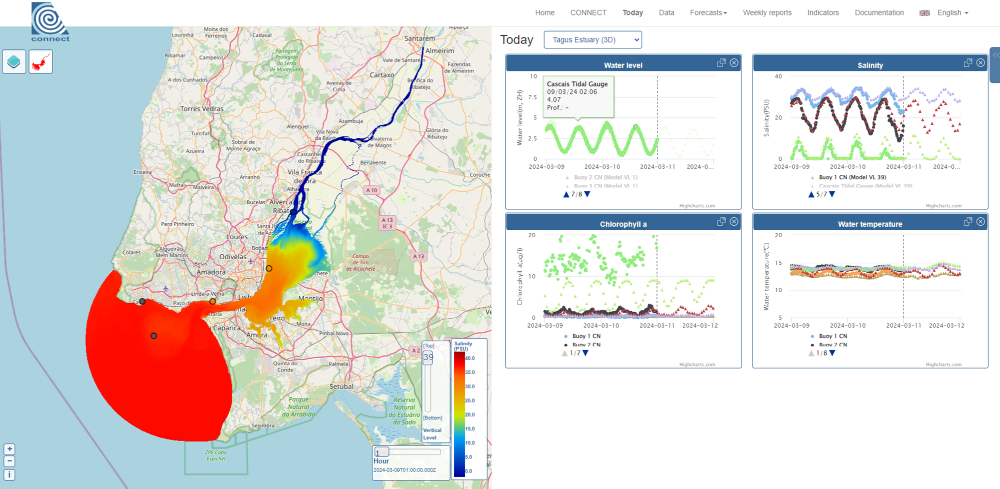 connect
Home
CONNECT
Today
Data
Forecasts
Weekly reports
Indicators
Documentation
English
Today
Tagus Estuary (3D)
Water level
10
7.5
5
2.5
0
Water level(m, ZH)
Cascais Tidal Gauge
09/03/24 02:06
4.07
Prof.: –
2024-03-09
2024-03-10
2024-03-11
2024-0...
Buoy 2 CN (Model VL 1)
Buoy 3 CN (Model VL 1)
7/8
Highcharts.com
Salinity
40
20
0
Salinity(PSU)
2024-03-09
2024-03-10
2024-03-11
2024-0...
Buoy 1 CN (Model VL 39)
Cascais Tidal Gauge (Model VL 39)
5/7
Highcharts.com
Chlorophyll a
20
10
0
Chlorophyll a(µg/l)
2024-03-09
2024-03-10
2024-03-11
2024-03-12
Buoy 1 CN
Buoy 2 CN
1/7
Highcharts.com
Water temperature
20
15
10
5
Water temperature(ºC)
2024-03-09
2024-03-10
2024-03-11
2024-03-12
Buoy 1 CN
Buoy 2 CN
1/8
Highcharts.com
Moita dos
Ferreiros
Lourinhã
Cadaval
Alpiarça
Santarém
Almeirim
Ribamar
Campelos
Paisagem
Protegida
da Serra
de Montejunto
Vale de Santarém
Fazendas
de Almeirim
A dos Cunhados
Cartaxo
Aveiras de
Cima
Benfica do
Ribatejo
Torres Vedras
Azambuja
Alenquer
Vila Nova
da Rainha
Glória do
Ribatejo
Turcifal
Sobral de
Monte Agraço
Salvaterra
de Magos
Azueira
Castanheira
do Ribatejo
Benavente
Ericeira
Arranhó
Vila Franca
de Xira
Coruche
Mafra
Malveira
Alhandra
A 10
Bucelas
Alverca
Ribatejo
A 13
IC 3
Pero Pinheiro
Santa
de Azo
Reserva
Loures
Colares
Algueirão-
Mem Martins
Bobad
A 13
Odivelas
Belas
Campo
de Tiro
de Alcochete
Amadora
chete
Linda-a-Velha
Paço de
Lisb
Montijo
ma
faria
reiro
Moita
a Caparica
Amora
Pinhal Novo
A 2
Quinta do
Conde
Palmela
Setúbal
Parque
Natural
da Arrábida
Reserva
Natural
do Estuário
do Sado
Sesimbra
ZPE Cabo
Espichel
[Top]
39
[Bottom]
Vertical
Level
Salinity
(PSU)
40.0
35.0
30.0
25.0
20.0
15.0
10.0
5.0
0.0
1
Hour
2024-03-09T01:00:00.000Z
+
−
i